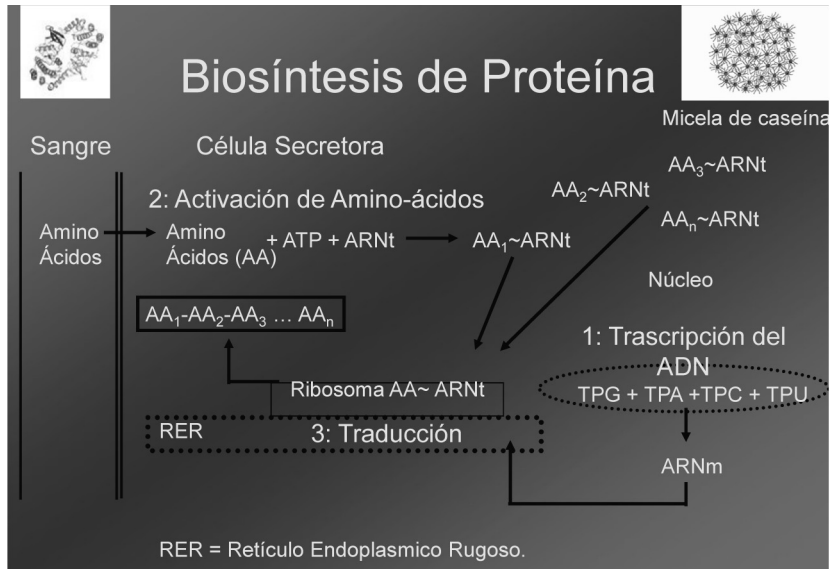 Biosíntesis de Proteína
Micela de caseína
Sangre
Célula Secretora
2: Activación de Amino-ácidos
Amino
Ácidos
Amino
Ácidos (AA)
+ ATP + ARNt
AA₁~ARNt
AA₂~ARNt
AA₃~ARNt
AAₙ~ARNt
Núcleo
AA₁-AA₂-AA₃ ... AAₙ
1: Trascripción del
ADN
TPG + TPA +TPC + TPU
Ribosoma AA~ ARNt
RER
3: Traducción
ARNm
RER = Retículo Endoplasmico Rugoso.